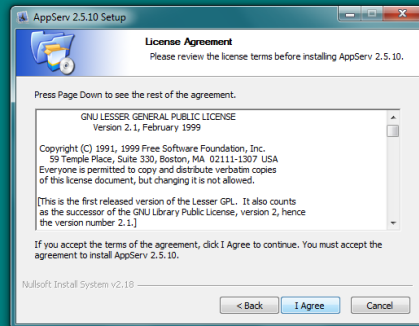 AppServ 2.5.10 Setup
License Agreement
Please review the license terms before installing AppServ 2.5.10.
Press Page Down to see the rest of the agreement.
GNU LESSER GENERAL PUBLIC LICENSE
Version 2.1, February 1999
Copyright (C) 1991, 1999 Free Software Foundation, Inc.
59 Temple Place, Suite 330, Boston, MA 02111-1307 USA
Everyone is permitted to copy and distribute verbatim copies
of this license document, but changing it is not allowed.
[This is the first released version of the Lesser GPL. It also counts
as the successor of the GNU Library Public License, version 2, hence
the version number 2.1.]
If you accept the terms of the agreement, click I Agree to continue. You must accept the
agreement to install AppServ 2.5.10.
Nullsoft Install System v2.18
< Back
I Agree
Cancel